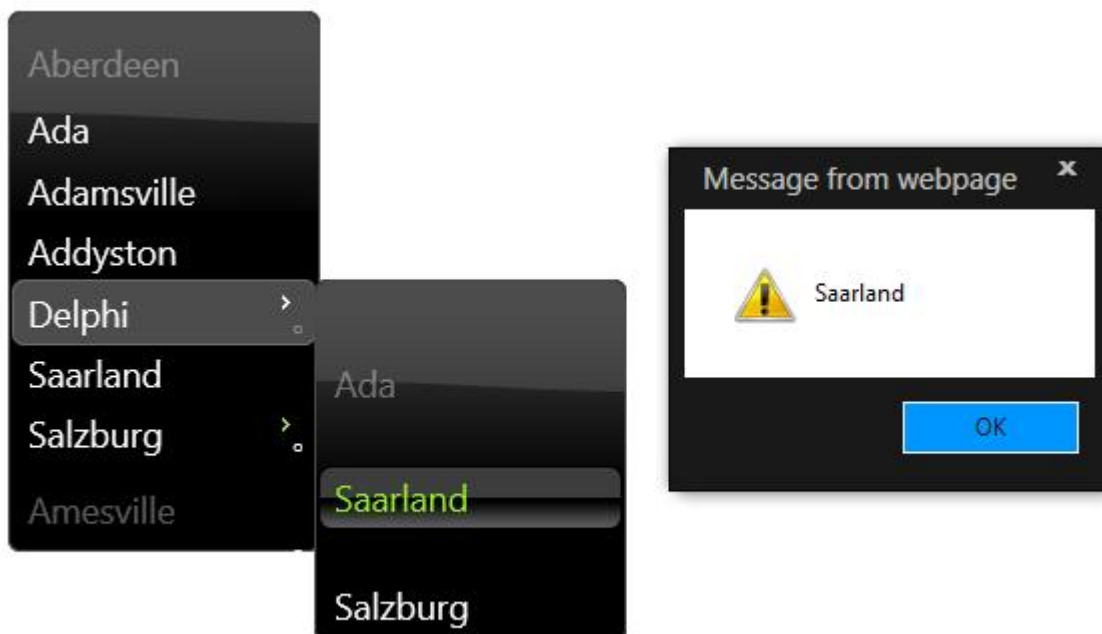 Aberdeen
Ada
Adamsville
Addyston
Delphi
Saarland
Salzburg
Amesville
Ada
Saarland
Salzburg
Message from webpage
x
Saarland
OK